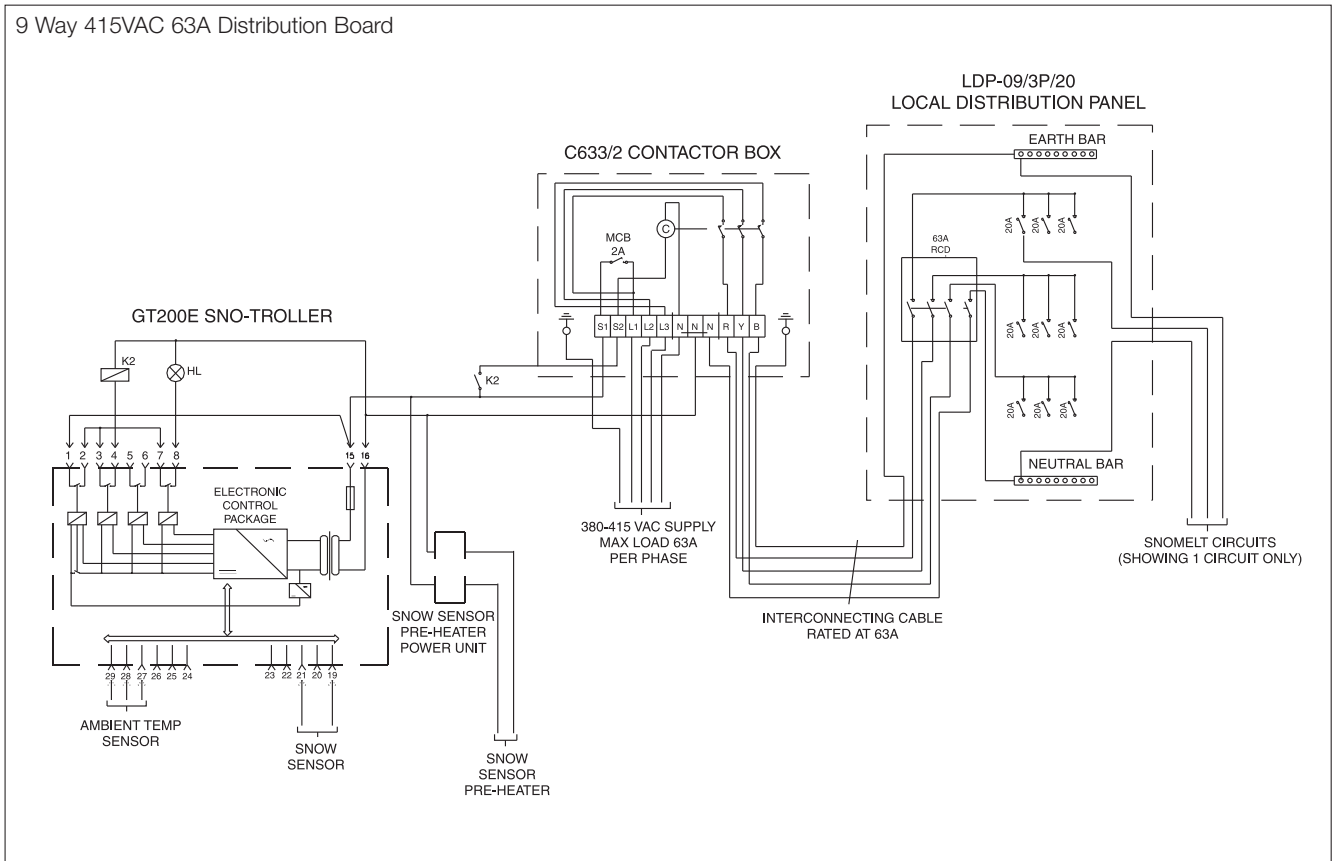 9 Way 415VAC 63A Distribution Board
LDP-09/3P/20
LOCAL DISTRIBUTION PANEL
EARTH BAR
C633/2 CONTACTOR BOX
C
MCB
2A
63A
RCD
20A
20A
20A
20A
20A
20A
20A
20A
20A
NEUTRAL BAR
S1 S2 L1 L2 L3 N N N R Y B
GT200E SNO-TROLLER
K2
HL
K2
1 2 3 4 5 6 7 8 15 16
ELECTRONIC
CONTROL
PACKAGE
380-415 VAC SUPPLY
MAX LOAD 63A
PER PHASE
SNOMELT CIRCUITS
(SHOWING 1 CIRCUIT ONLY)
INTERCONNECTING CABLE
RATED AT 63A
SNOW SENSOR
PRE-HEATER
POWER UNIT
29 28 27 26 25 24 23 22 21 20 19
AMBIENT TEMP
SENSOR
SNOW
SENSOR
SNOW
SENSOR
PRE-HEATER